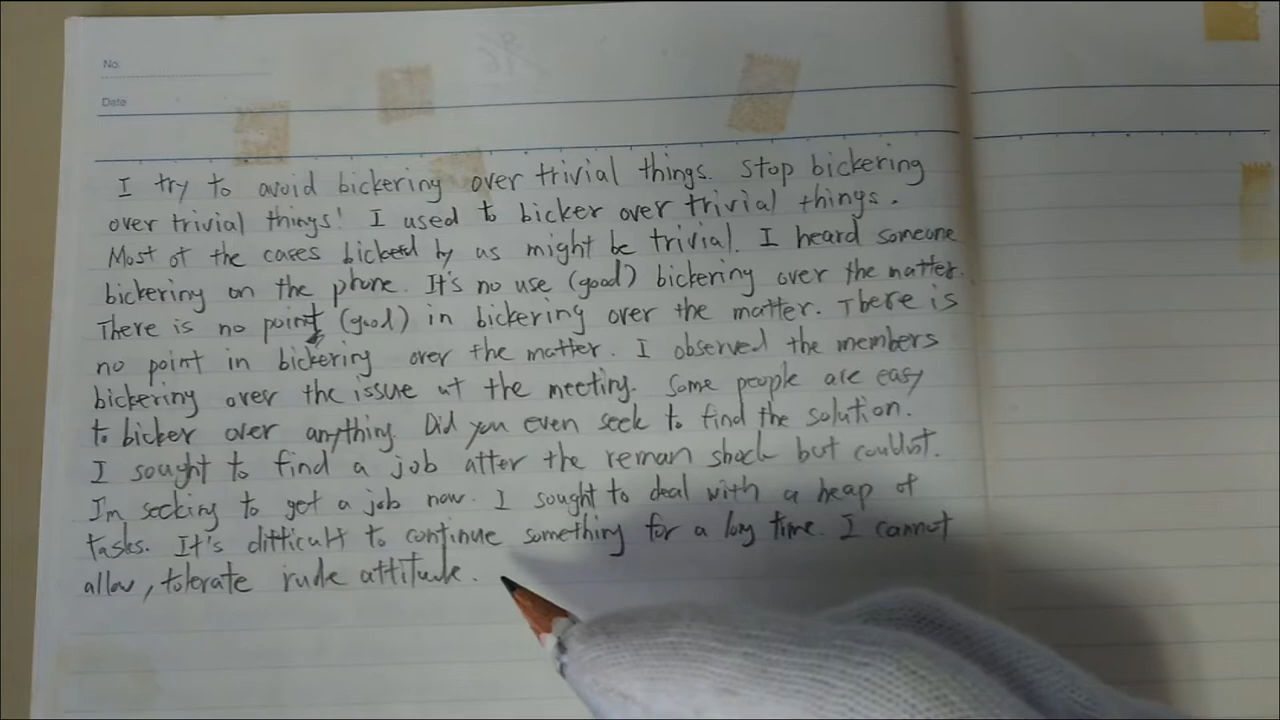 No.
Date
I try to avoid bickering over trivial things. Stop bickering
over trivial things! I used to bicker over trivial things.
Most of the cases bickered by us might be trivial. I heard someone
bickering on the phone. It's no use (good) bickering over the matter.
There is no point (good) in bickering over the matter. There is
no point in bickering over the matter. I observed the members
bickering over the issue at the meeting. Some people are easy
to bicker over anything. Did you even seek to find the solution.
I sought to find a job after the reman shock but couldn't.
I'm seeking to get a job now. I sought to deal with a heap of
tasks. It's difficult to continue something for a long time. I cannot
allow, tolerate rude attitude.